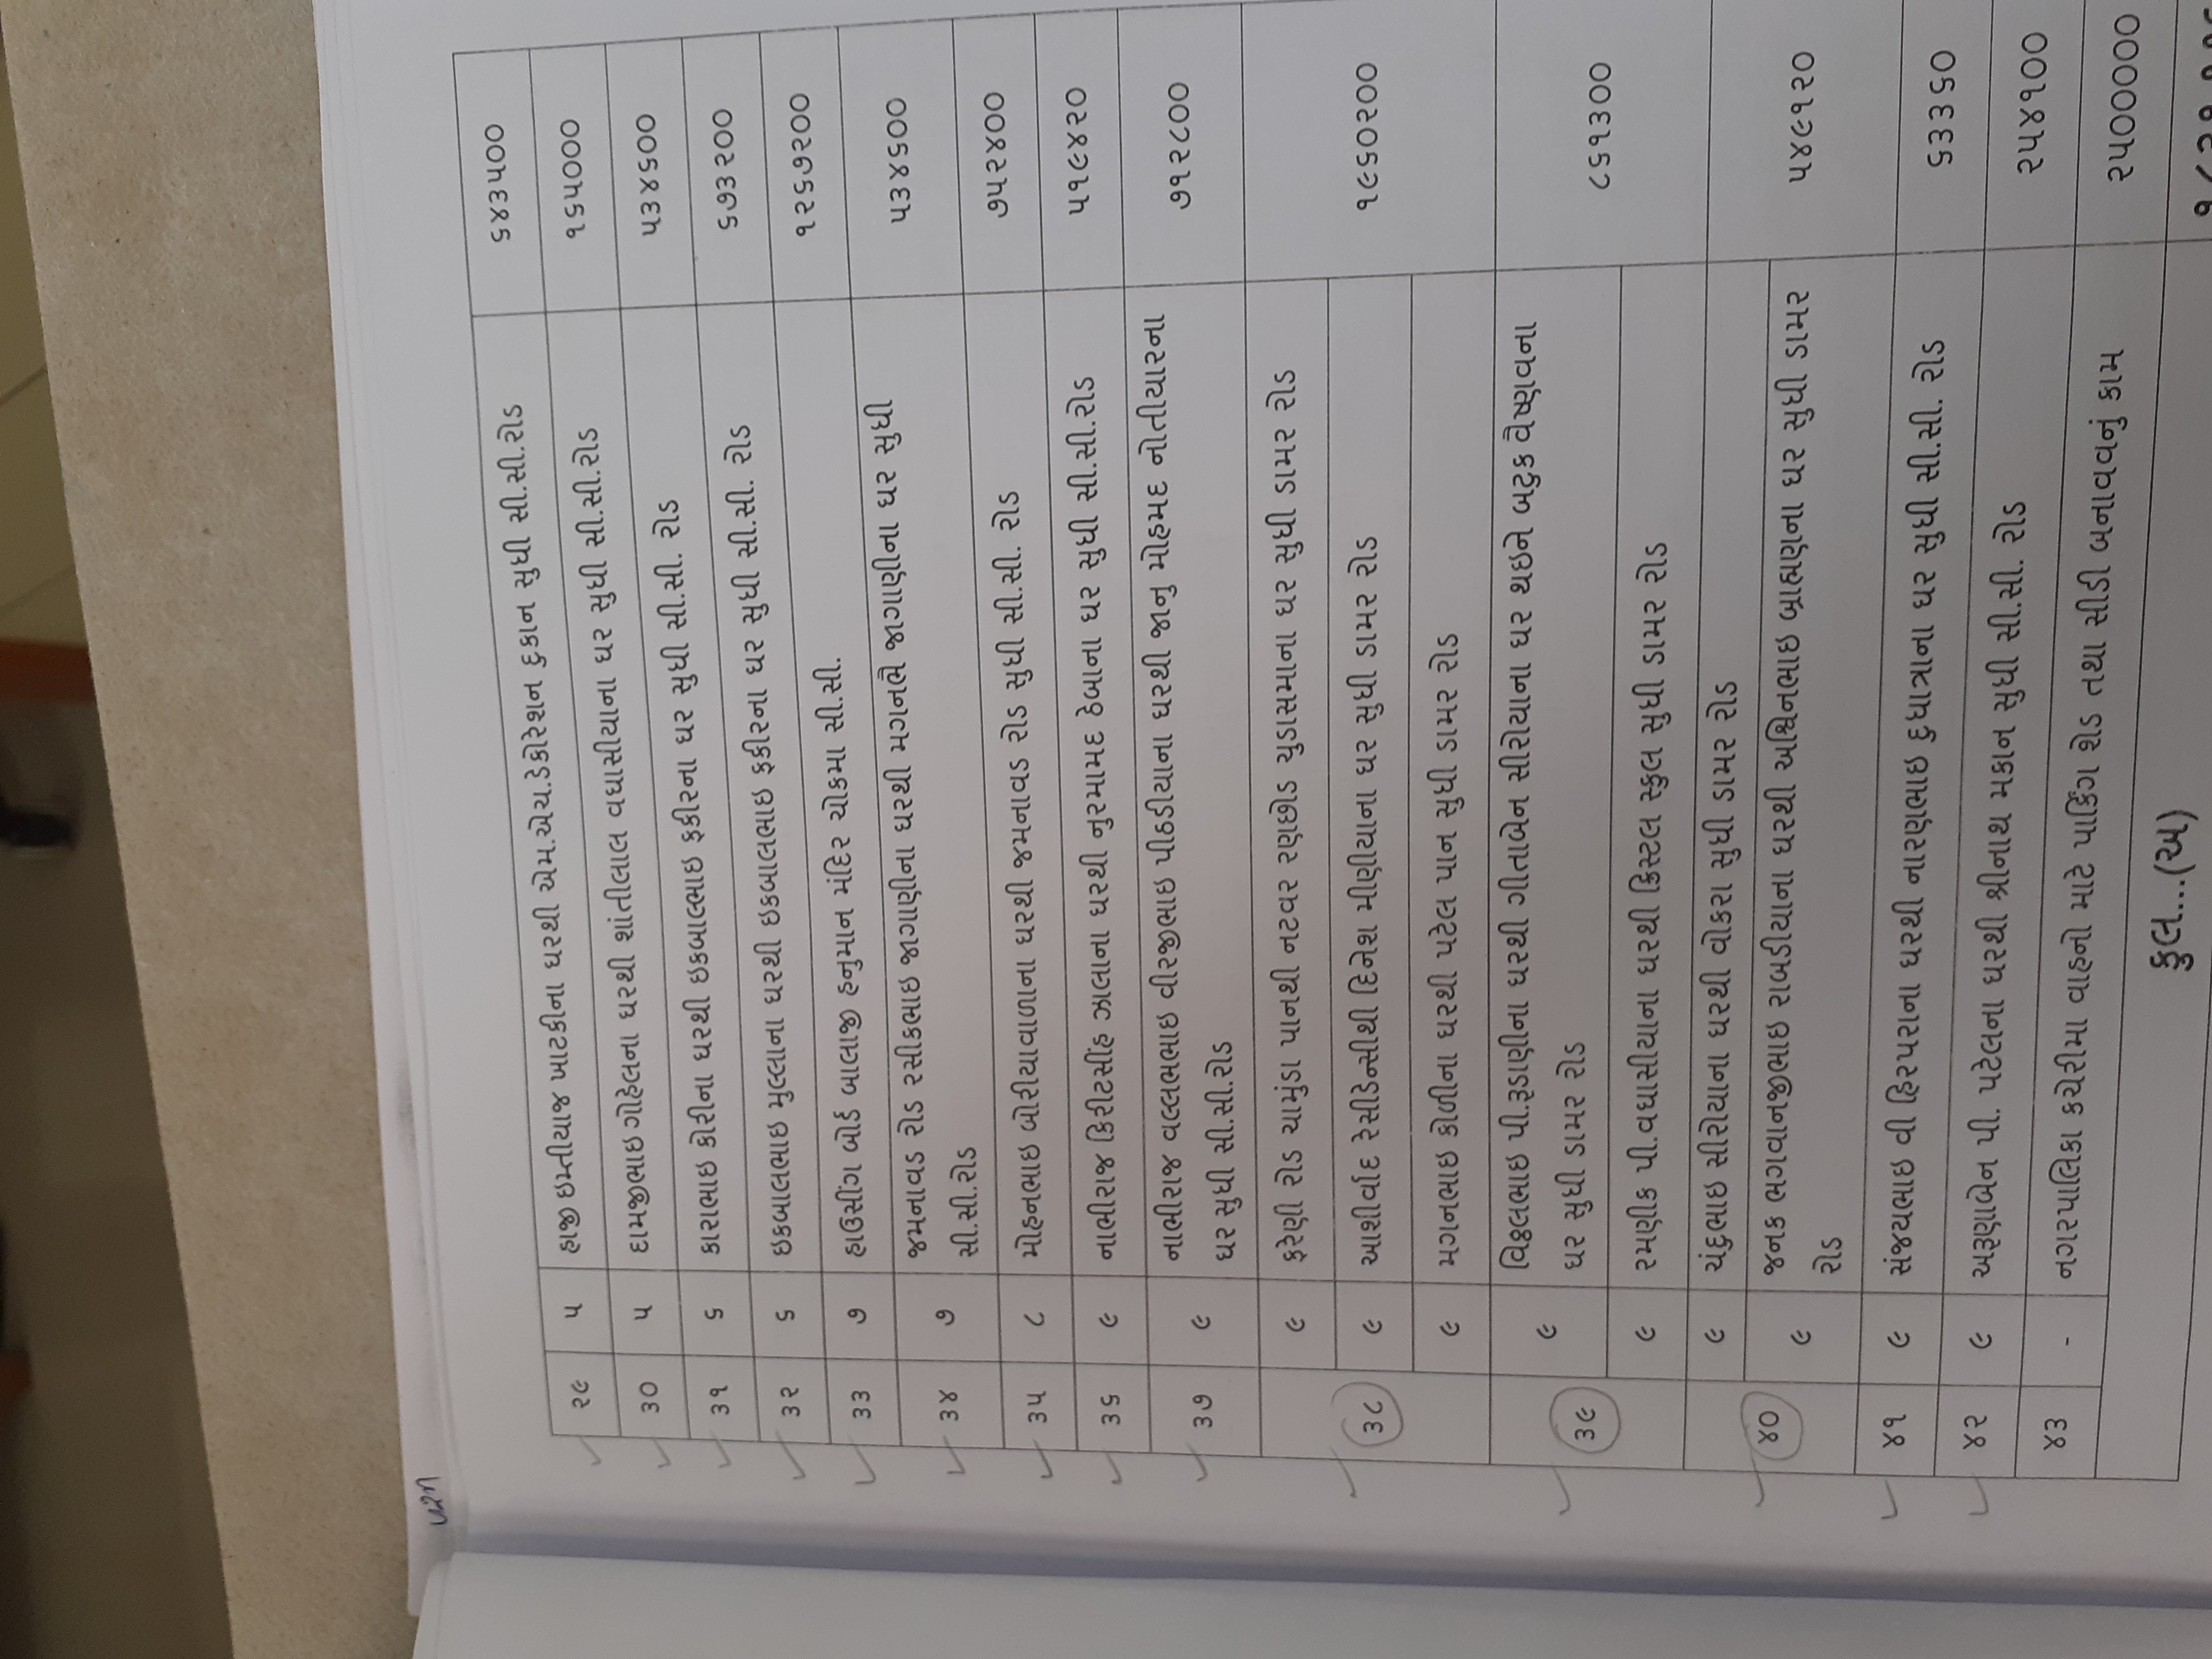 ૨૯ ૫ હાજી ઇમ્તીયાજ ખાટકીના ઘરથી એમ.એચ.ડેકોરેશન દુકાન સુધી સી.સી.રોડ ૬૪૩૫૦૦
૩૦ ૫ દામજીભાઇ ગોહેલના ઘરથી શાંતીલાલ વઘાસીયાના ઘર સુધી સી.સી.રોડ ૧૬૫૦૦૦
૩૧ ૬ કારાભાઇ કોરીના ઘરથી ઇકબાલ્ભાઇ ફકીરના ઘર સુધી સી.સી. રોડ ૫૩૪૬૦૦
૩૨ ૬ ઇકબાલભાઇ મુલ્લાના ઘરથી ઇકબાલભાઇ ફકીરના ઘર સુધી સી.સી. રોડ ૬૭૩૨૦૦
૩૩ ૭ હાઉસીંગ બોર્ડ બાલાજી હનુમાન મંદિર ચોકમા સી.સી. ૧૨૬૭૨૦૦
૩૪ ૭ જમનાવડ રોડ રસીકભાઇ જાગાણીના ઘરથી મગનભૈ જાગાણીના ઘર સુધી ૫૩૪૬૦૦
સી.સી.રોડ
૩૫ ૮ મોહનભાઇ બોરીયાવાળાના ઘરથી જમનાવડ રોડ સુધી સી.સી. રોડ ૭૫૨૪૦૦
૩૬ ૯ નાભીરાજ કિરીટસીંહ ઝાલાના ઘરથી નુરમામદ ઠેબાના ઘર સુધી સી.સી.રોડ ૫૧૯૪૨૦
૩૭ ૯ નાભીરાજ વલ્લભભાઇ વીરજીભાઇ પીઠડીયાના ઘરથી જાનુ મોહમદ નોતીયારના ૭૧૨૮૦૦
ઘર સુધી સી.સી.રોડ
૯ ફરેણી રોડ ચામુંડા પાનથી નટવર રણછોડ ચુડાસમાના ઘર સુધી ડામર રોડ
૩૮ ૯ આશીર્વાદ રેસીડેન્સીથી દિનેશ મીણીયાના ઘર સુધી ડામર રોડ ૧૯૬૦૨૦૦
૯ મગનભાઇ કોળીના ઘરથી પટેલ પાન સુધી ડામર રોડ
૩૯ ૯ વિઠ્ઠલભાઇ પી.રૂડાણીના ઘરથી ગીતાબેન સીરોયાના ઘર થઇને બટુક વૈષ્ણવના ૮૬૧૩૦૦
ઘર સુધી ડામર રોડ
૯ રમણીક પી.વઘાસીયાના ઘરથી ક્રિસ્ટલ સ્કુલ સુધી ડામર રોડ
૪૦ ૯ ચંદુભાઇ સીરોયાના ઘરથી વોકરા સુધી ડામર રોડ ૫૪૯૧૨૦
૯ જનક ભગવાનજીભાઇ રાબડીયાના ઘરથી અશ્વિનભાઇ બ્રાહ્મણના ઘર સુધી ડામર
રોડ
૪૧ ૯ સંજયભાઇ વી હિરપરાના ઘરથી નારણભાઇ દુધાત્રાના ઘર સુધી સી.સી. રોડ ૬૩૩૬૦
૪૨ ૯ અરૂણાબેન પી. પટેલના ઘરથી શ્રીનાથ મકાન સુધી સી.સી. રોડ ૨૫૪૧૦૦
૪૩ - નગરપાલિકા કચેરીમા વાહનો માટે પાર્કિંગ શેડ તથા સીડી બનાવવનું કામ ૨૫૦૦૦૦૦
કુલ...(અ)